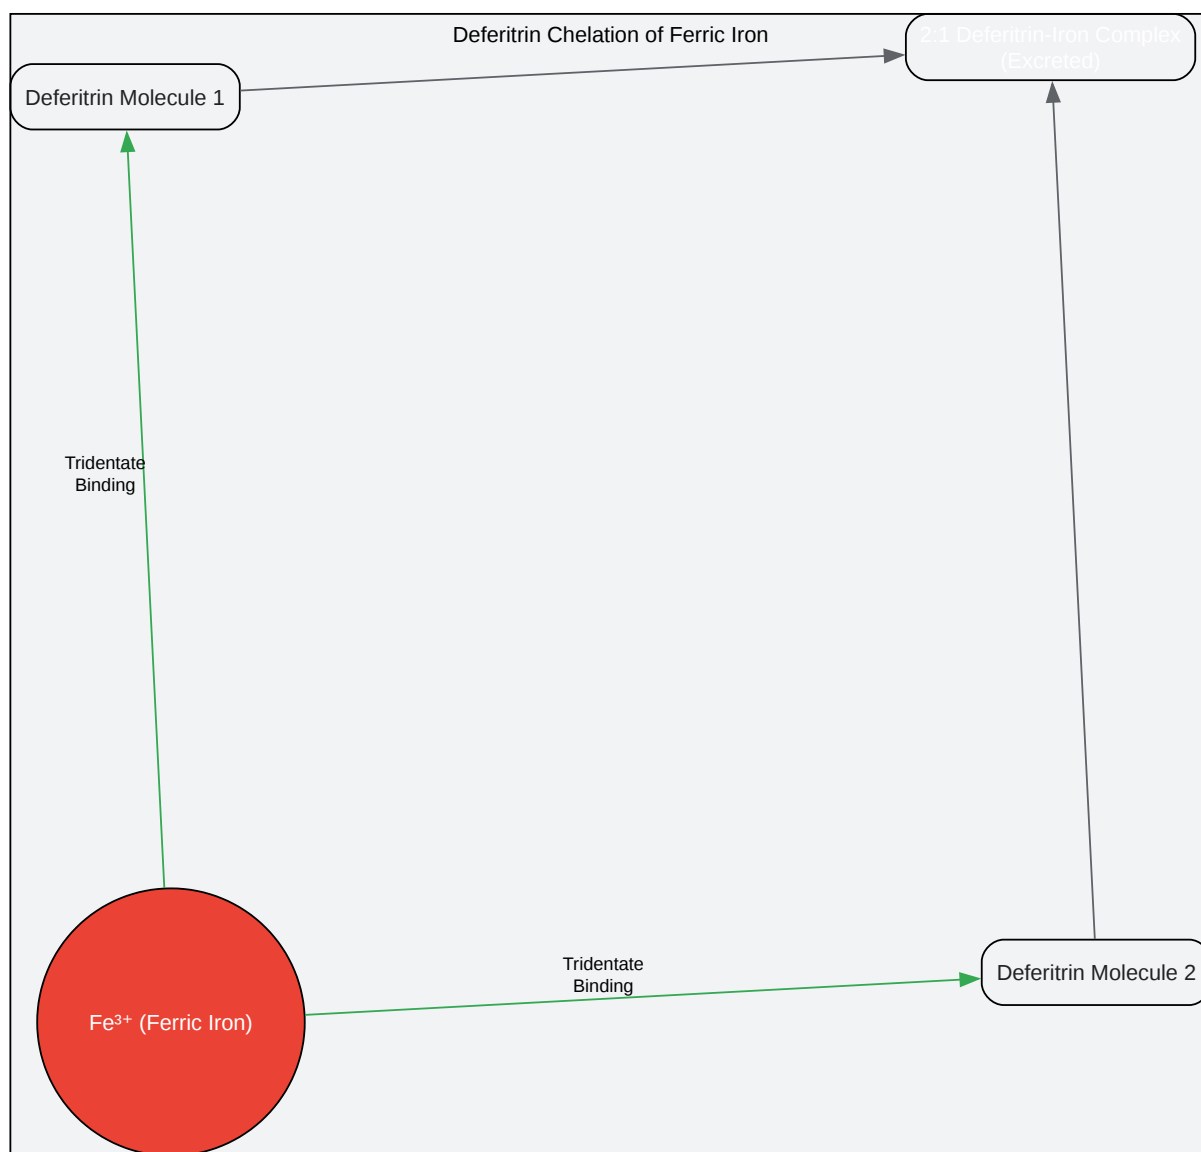 Deferitrin Chelation of Ferric Iron
2:1 Deferitrin-Iron Complex
(Excreted)
Deferitrin Molecule 1
Tridentate
Binding
Tridentate
Binding
Deferitrin Molecule 2
Fe³⁺ (Ferric Iron)